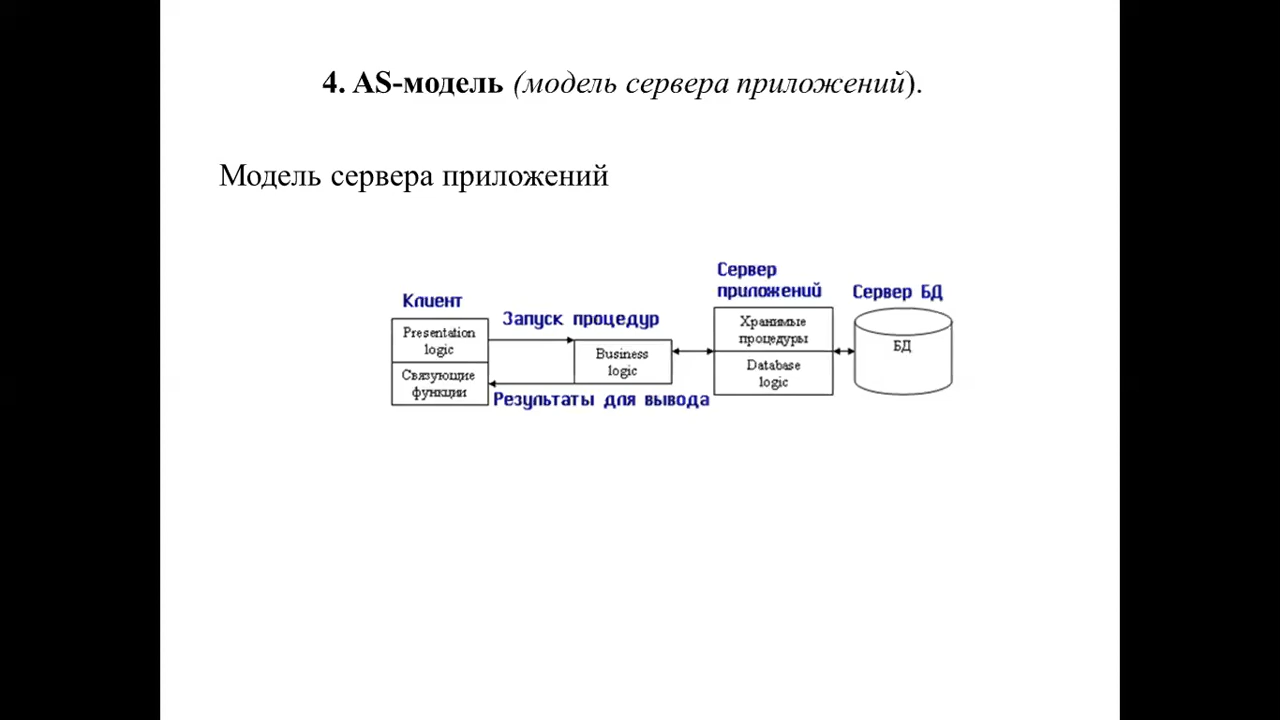 4. AS-модель (модель сервера приложений).
Модель сервера приложений
Клиент
Presentation
logic
Связующие
функции
Запуск процедур
Business
logic
Результаты для вывода
Сервер
приложений
Хранимые
процедуры
Database
logic
Сервер БД
БД